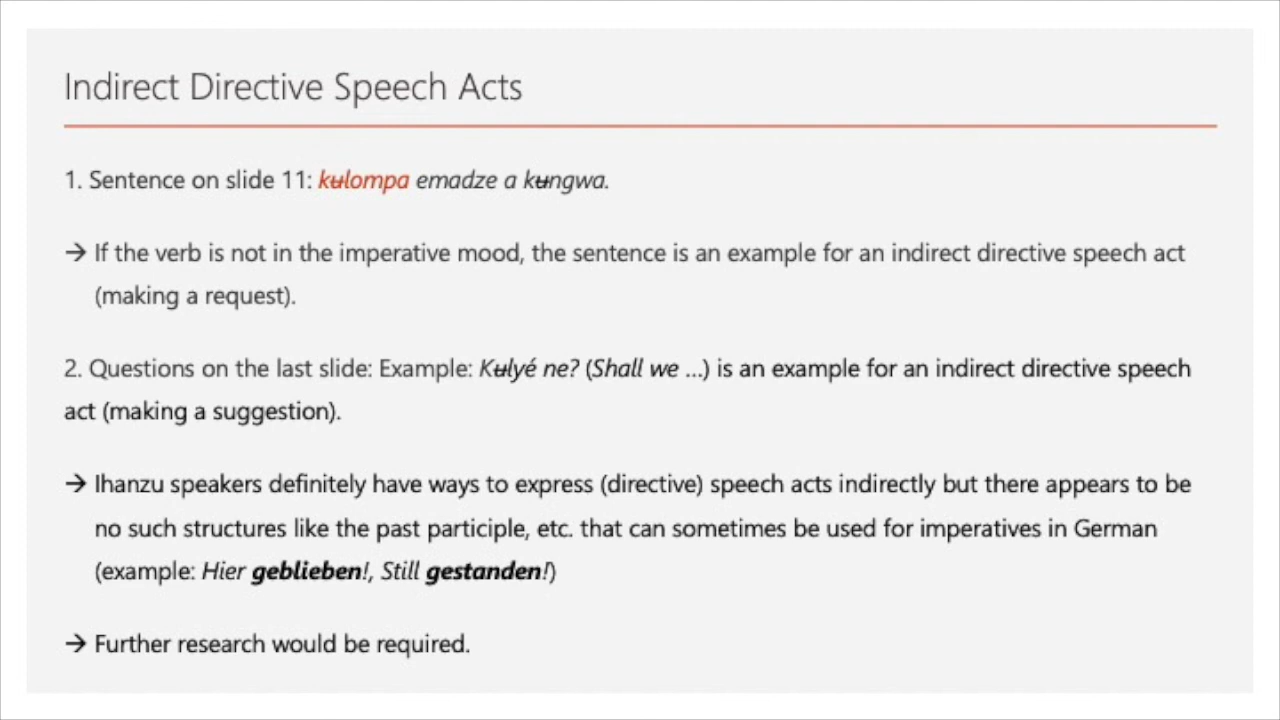 Indirect Directive Speech Acts
1. Sentence on slide 11: kʉlompa emadze a kʉngwa.
→ If the verb is not in the imperative mood, the sentence is an example for an indirect directive speech act
(making a request).
2. Questions on the last slide: Example: Kʉlyé ne? (Shall we ...) is an example for an indirect directive speech
act (making a suggestion).
→ Ihanzu speakers definitely have ways to express (directive) speech acts indirectly but there appears to be
no such structures like the past participle, etc. that can sometimes be used for imperatives in German
(example: Hier geblieben!, Still gestanden!)
→ Further research would be required.